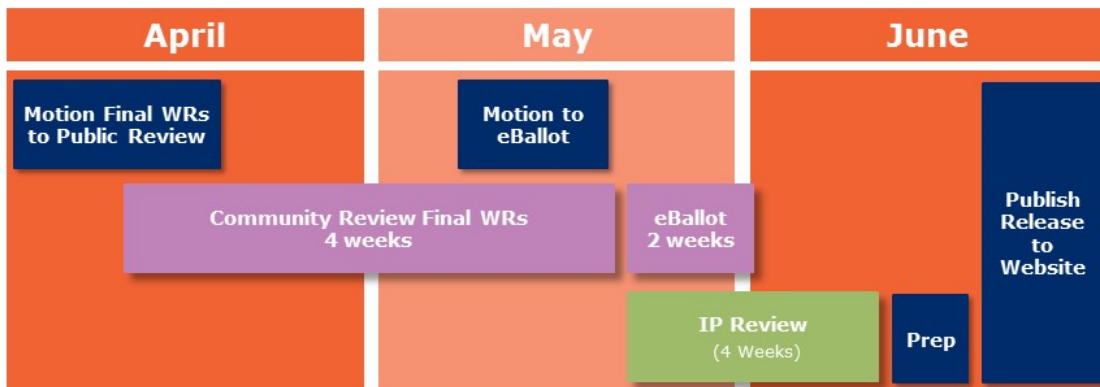 April
May
June
Motion Final WRs
to Public Review
Motion to
eBallot
Community Review Final WRs
4 weeks
eBallot
2 weeks
Publish
Release
to
Website
IP Review
(4 Weeks)
Prep